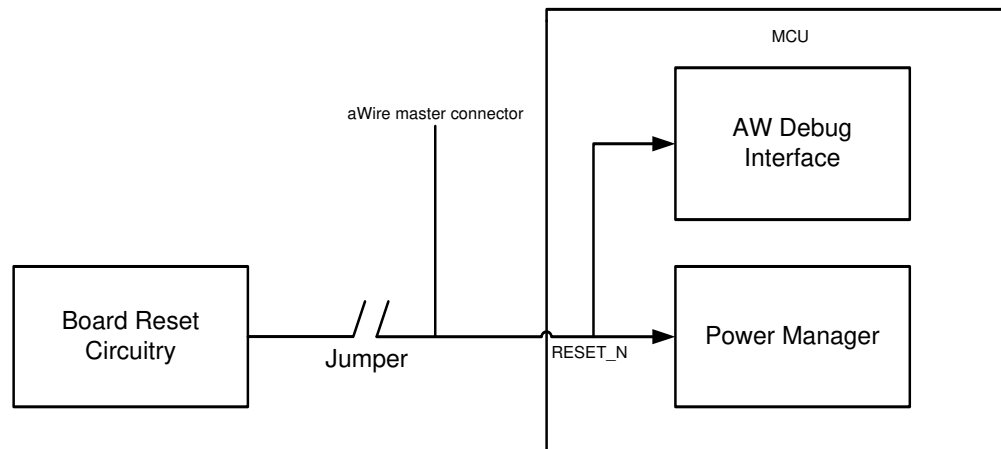 MCU
aWire master connector
AW Debug
Interface
Board Reset
Circuitry
Jumper
RESET_N
Power Manager